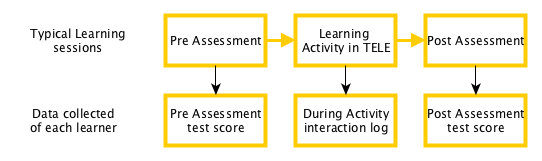 Typical Learning
sessions
Pre Assessment
Learning
Activity in TELE
Post Assessment
Data collected
of each learner
Pre Assessment
test score
During Activity
interaction log
Post Assessment
test score